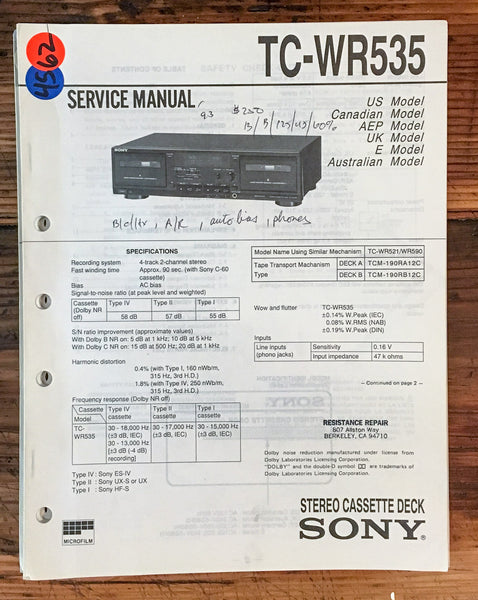 4562
TC-WR535
SERVICE MANUAL
US Model
Canadian Model
AEP Model
UK Model
E Model
Australian Model
93 $220
B/B/125/45/60%
SONY
B/c/Hx, A/R, auto bias, phones
SPECIFICATIONS
Recording system 4-track 2-channel stereo
Fast winding time Approx. 90 sec. (with Sony C-60 cassette)
Bias AC bias
Signal-to-noise ratio (at peak level and weighted)
Cassette (Dolby NR off) Type IV Type II Type I
58 dB 57 dB 55 dB
S/N ratio improvement (approximate values)
With Dolby B NR on: 5 dB at 1 kHz; 10 dB at 5 kHz
With Dolby C NR on: 15 dB at 500 Hz; 20 dB at 1 kHz
Harmonic distortion
0.4% (with Type I, 160 nWb/m,
315 Hz, 3rd H.D.)
1.8% (with Type IV, 250 nWb/m,
315 Hz, 3rd H.D.)
Frequency response (Dolby NR off)
Cassette Model Type IV cassette Type II cassette Type I cassette
TC-WR535 30 - 18,000 Hz (±3 dB, IEC) 30 - 13,000 Hz [±3 dB (-4 dB) recording] 30 - 17,000 Hz (±3 dB, IEC) 30 - 15,000 Hz (±3 dB, IEC)
Type IV : Sony ES-IV
Type II : Sony UX-S or UX
Type I : Sony HF-S
Model Name Using Similar Mechanism TC-WR521/WR590
Tape Transport Machanism Type DECK A TCM-190RA12C
DECK B TCM-190RB12C
Wow and flutter TC-WR535
±0.14% W.Peak (IEC)
0.08% W.RMS (NAB)
±0.19% W.Peak (DIN)
Inputs
Line inputs (phono jacks) Sensitivity 0.16 V
Input impedance 47 k ohms
– Continued on page 2 –
RESISTANCE REPAIR
607 Allston Way
BERKELEY, CA 94710
Dolby noise reduction manufactured under license from
Dolby Laboratories Licensing Corporation.
"DOLBY" and the double-D symbol are trademarks of
Dolby Laboratories Licensing Corporation.
MICROFILM
STEREO CASSETTE DECK
SONY®